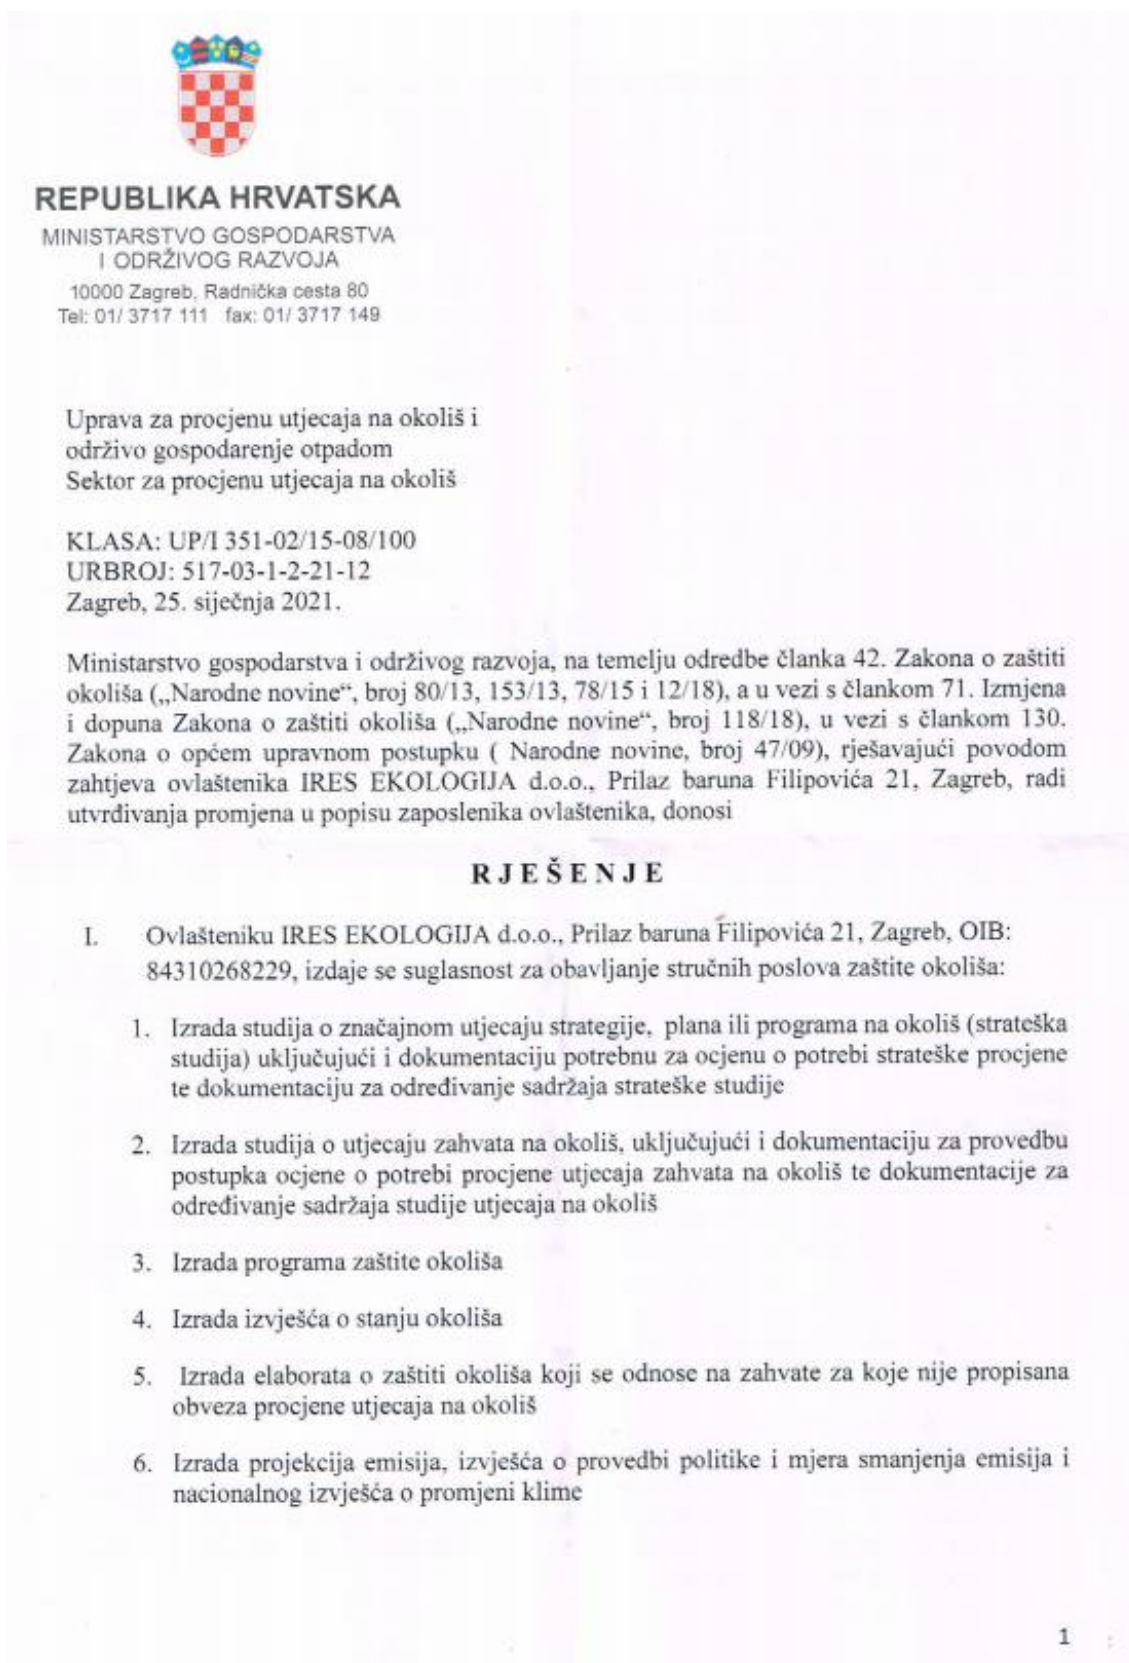 REPUBLIKA HRVATSKA
MINISTARSTVO GOSPODARSTVA
I ODRŽIVOG RAZVOJA
10000 Zagreb, Radnička cesta 80
Tel: 01/ 3717 111 fax: 01/ 3717 149
Uprava za procjenu utjecaja na okoliš i
održivo gospodarenje otpadom
Sektor za procjenu utjecaja na okoliš
KLASA: UP/I 351-02/15-08/100
URBROJ: 517-03-1-2-21-12
Zagreb, 25. siječnja 2021.
Ministarstvo gospodarstva i održivog razvoja, na temelju odredbe članka 42. Zakona o zaštiti
okoliša („Narodne novine“, broj 80/13, 153/13, 78/15 i 12/18), a u vezi s člankom 71. Izmjena
i dopuna Zakona o zaštiti okoliša („Narodne novine“, broj 118/18), u vezi s člankom 130.
Zakona o općem upravnom postupku ( Narodne novine, broj 47/09), rješavajući povodom
zahtjeva ovlaštenika IRES EKOLOGIJA d.o.o., Prilaz baruna Filipovića 21, Zagreb, radi
utvrđivanja promjena u popisu zaposlenika ovlaštenika, donosi
R J E Š E N J E
I. Ovlašteniku IRES EKOLOGIJA d.o.o., Prilaz baruna Filipovića 21, Zagreb, OIB:
84310268229, izdaje se suglasnost za obavljanje stručnih poslova zaštite okoliša:
1. Izrada studija o značajnom utjecaju strategije, plana ili programa na okoliš (strateška
studija) uključujući i dokumentaciju potrebnu za ocjenu o potrebi strateške procjene
te dokumentaciju za određivanje sadržaja strateške studije
2. Izrada studija o utjecaju zahvata na okoliš, uključujući i dokumentaciju za provedbu
postupka ocjene o potrebi procjene utjecaja zahvata na okoliš te dokumentacije za
određivanje sadržaja studije utjecaja na okoliš
3. Izrada programa zaštite okoliša
4. Izrada izvješća o stanju okoliša
5. Izrada elaborata o zaštiti okoliša koji se odnose na zahvate za koje nije propisana
obveza procjene utjecaja na okoliš
6. Izrada projekcija emisija, izvješća o provedbi politike i mjera smanjenja emisija i
nacionalnog izvješća o promjeni klime
1